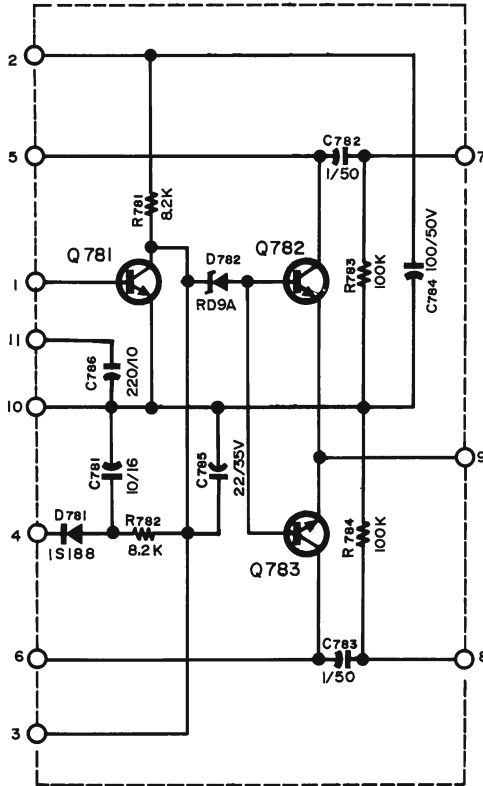 2
C782
5
7
1/50
R781
8.2K
100/50V
C784
D782
Q781
Q782
R783
100K
1
RD9A
11
C786
220/10
10
9
C781
10/16
C785
22/35V
D781
R782
4
1S188
8.2K
R784
100K
Q783
C783
6
8
1/50
3